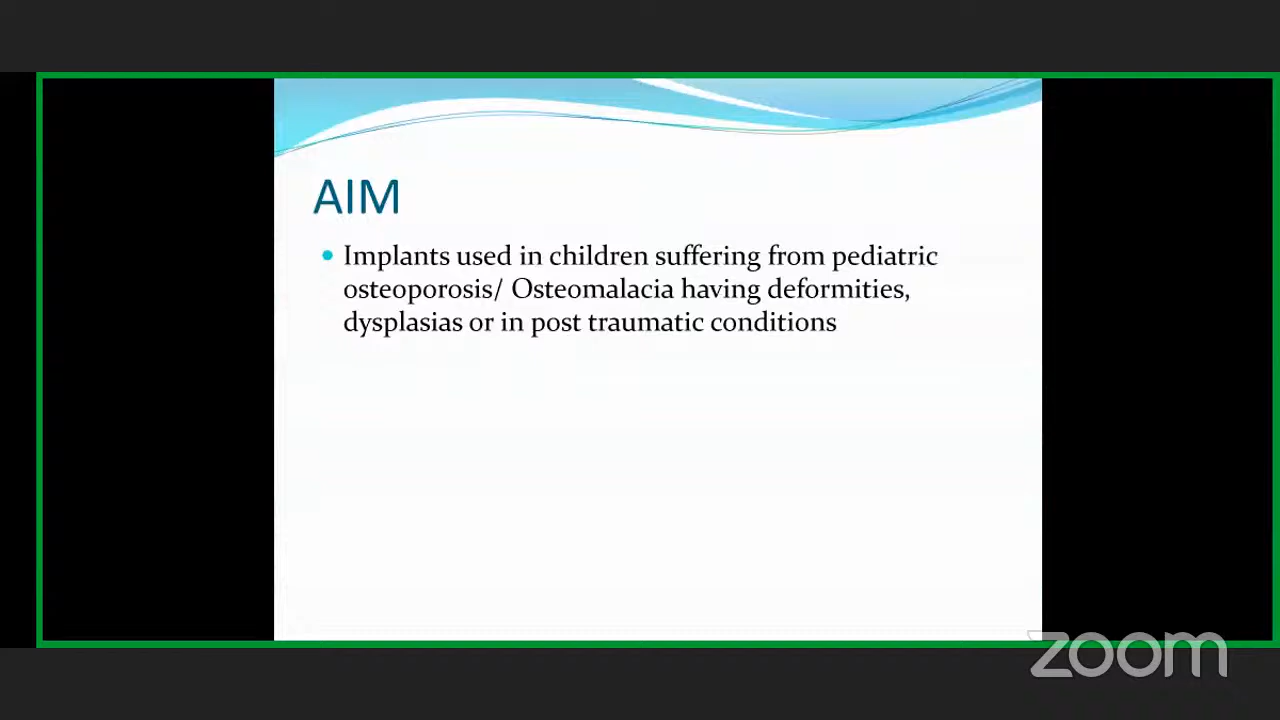 AIM
Implants used in children suffering from pediatric
osteoporosis/ Osteomalacia having deformities,
dysplasias or in post traumatic conditions
zoom